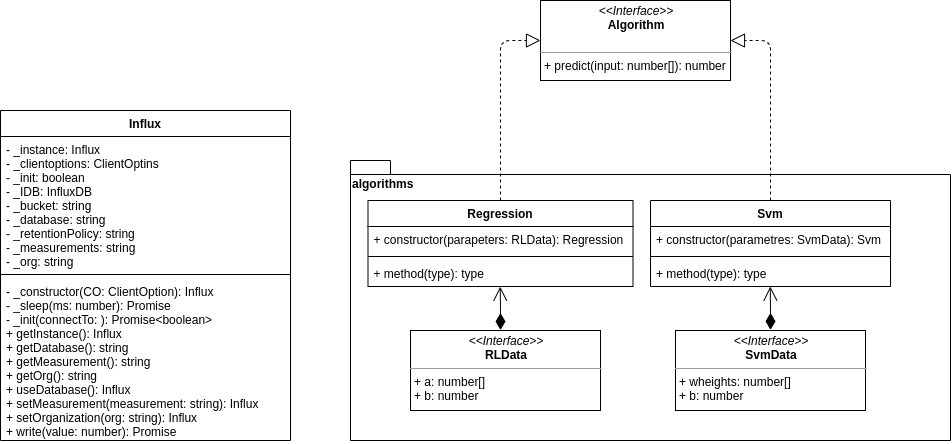 <<Interface>>
Algorithm
+ predict(input: number[]): number
Influx
- _instance: Influx
- _clientoptions: ClientOptins
- _init: boolean
- _IDB: InfluxDB
- _bucket: string
- _database: string
- _retentionPolicy: string
- _measurements: string
- _org: string
- _constructor(CO: ClientOption): Influx
- _sleep(ms: number): Promise
- _init(connectTo: ): Promise<boolean>
+ getInstance(): Influx
+ getDatabase(): string
+ getMeasurement(): string
+ getOrg(): string
+ useDatabase(): Influx
+ setMeasurement(measurement: string): Influx
+ setOrganization(org: string): Influx
+ write(value: number): Promise
algorithms
Regression
+ constructor(parapeters: RLData): Regression
+ method(type): type
Svm
+ constructor(parametres: SvmData): Svm
+ method(type): type
<<Interface>>
RLData
+ a: number[]
+ b: number
<<Interface>>
SvmData
+ wheights: number[]
+ b: number